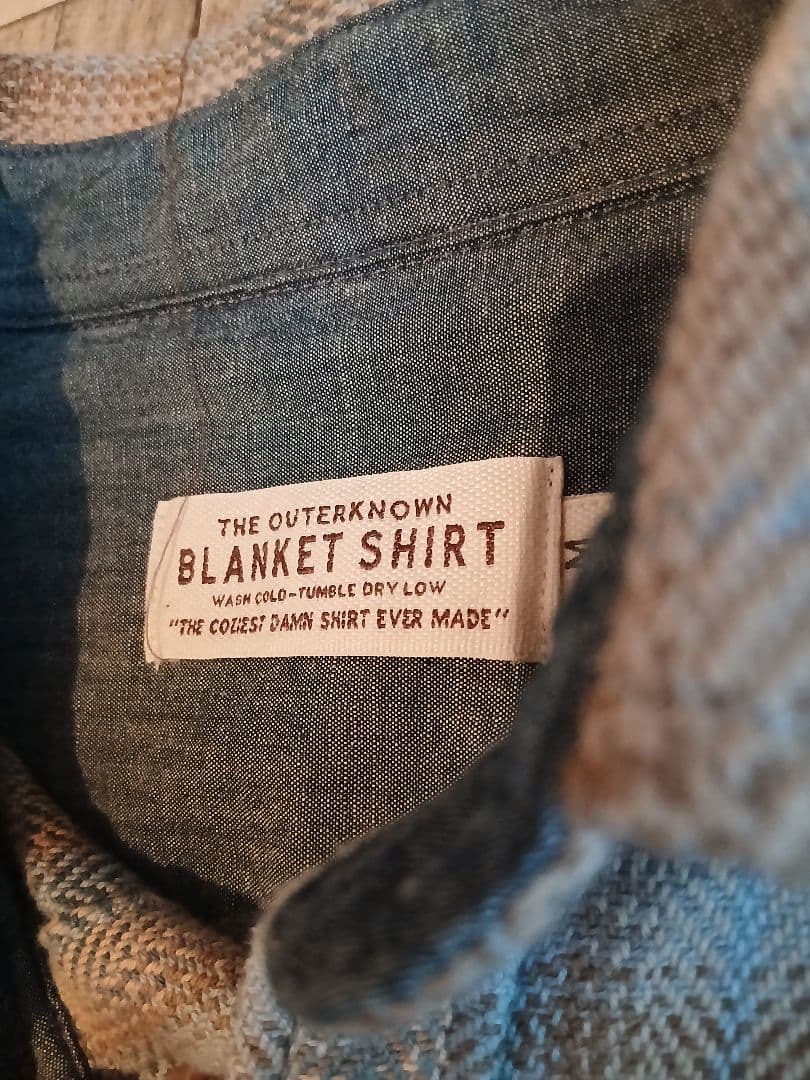 THE OUTERKNOWN
BLANKET SHIRT
WASH COLD-TUMBLE DRY LOW
"THE COZIEST DAMN SHIRT EVER MADE"
M